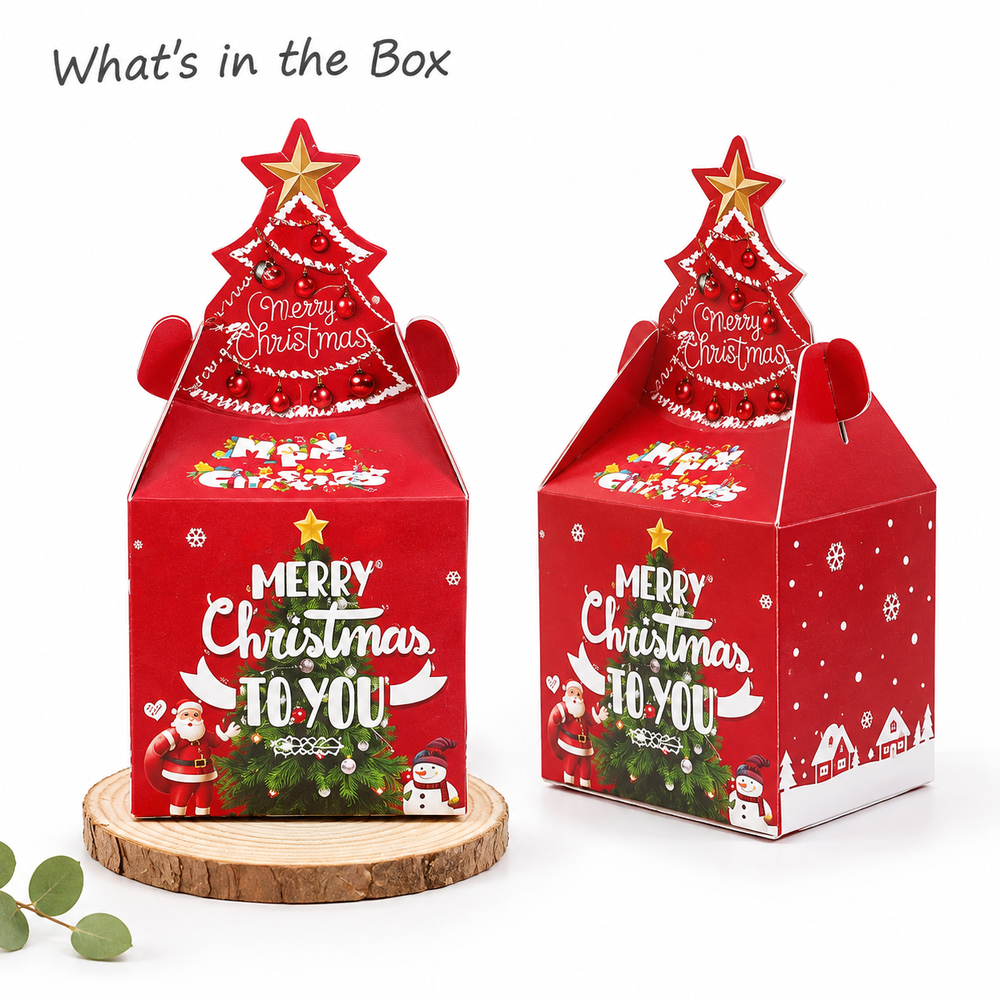 What's in the Box
Merry
Christmas
MERRY
Christmas
TO YOU
Merry
Christmas
MERRY
Christmas
TO YOU